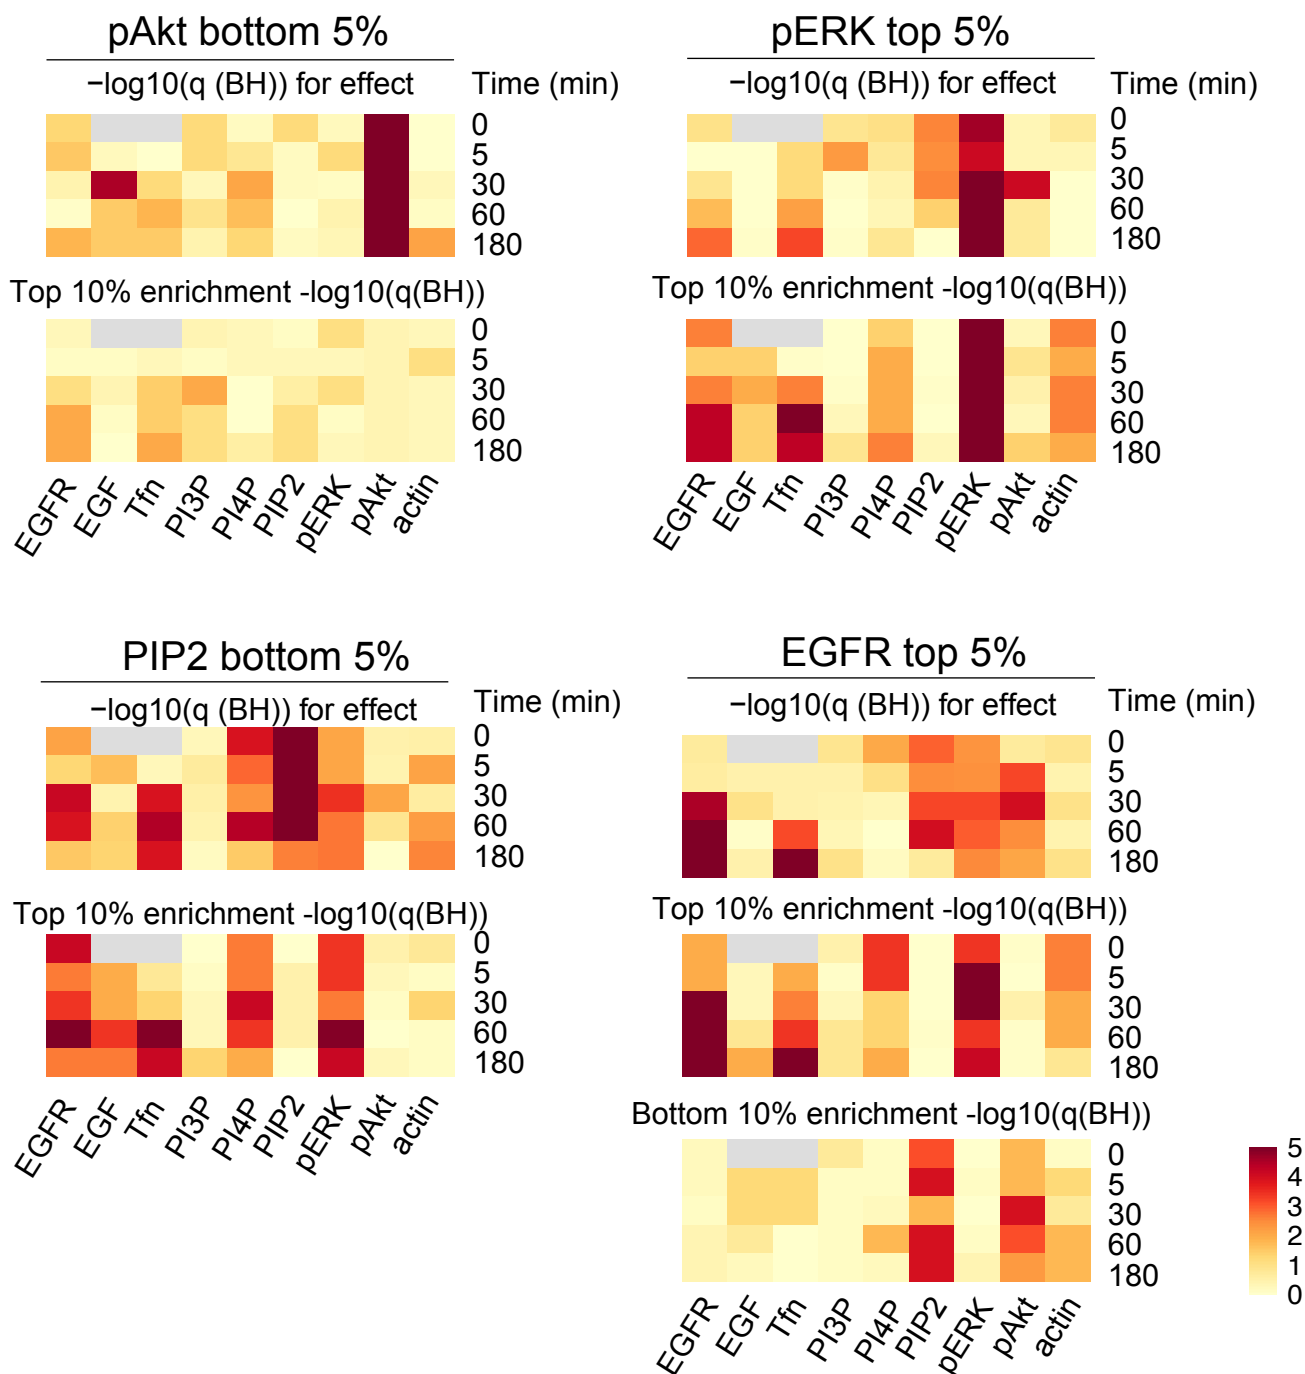 pAkt bottom 5%
−log10(q (BH)) for effect
Time (min)
0
5
30
60
180
Top 10% enrichment -log10(q(BH))
0
5
30
60
180
EGFR
EGF
Tfn
PI3P
PI4P
PIP2
pERK
pAkt
actin
pERK top 5%
−log10(q (BH)) for effect
Time (min)
0
5
30
60
180
Top 10% enrichment -log10(q(BH))
0
5
30
60
180
EGFR
EGF
Tfn
PI3P
PI4P
PIP2
pERK
pAkt
actin
PIP2 bottom 5%
−log10(q (BH)) for effect
Time (min)
0
5
30
60
180
Top 10% enrichment -log10(q(BH))
0
5
30
60
180
EGFR
EGF
Tfn
PI3P
PI4P
PIP2
pERK
pAkt
actin
EGFR top 5%
−log10(q (BH)) for effect
Time (min)
0
5
30
60
180
Top 10% enrichment -log10(q(BH))
0
5
30
60
180
Bottom 10% enrichment -log10(q(BH))
0
5
30
60
180
EGFR
EGF
Tfn
PI3P
PI4P
PIP2
pERK
pAkt
actin
5
4
3
2
1
0